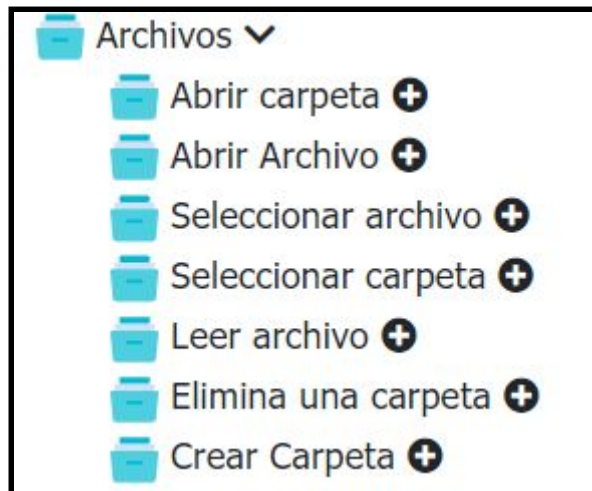 Archivos
Abrir carpeta
Abrir Archivo
Seleccionar archivo
Seleccionar carpeta
Leer archivo
Elimina una carpeta
Crear Carpeta